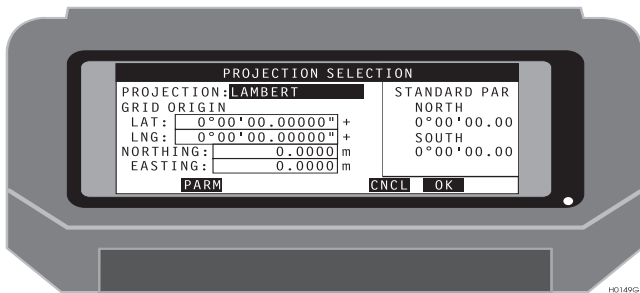 PROJECTION SELECTION
PROJECTION:LAMBERT
GRID ORIGIN
LAT: 0°00'00.00000" +
LNG: 0°00'00.00000" +
NORTHING: 0.0000 m
EASTING: 0.0000 m
STANDARD PAR
NORTH
0°00'00.00
SOUTH
0°00'00.00
PARM CNCL OK
H0149G